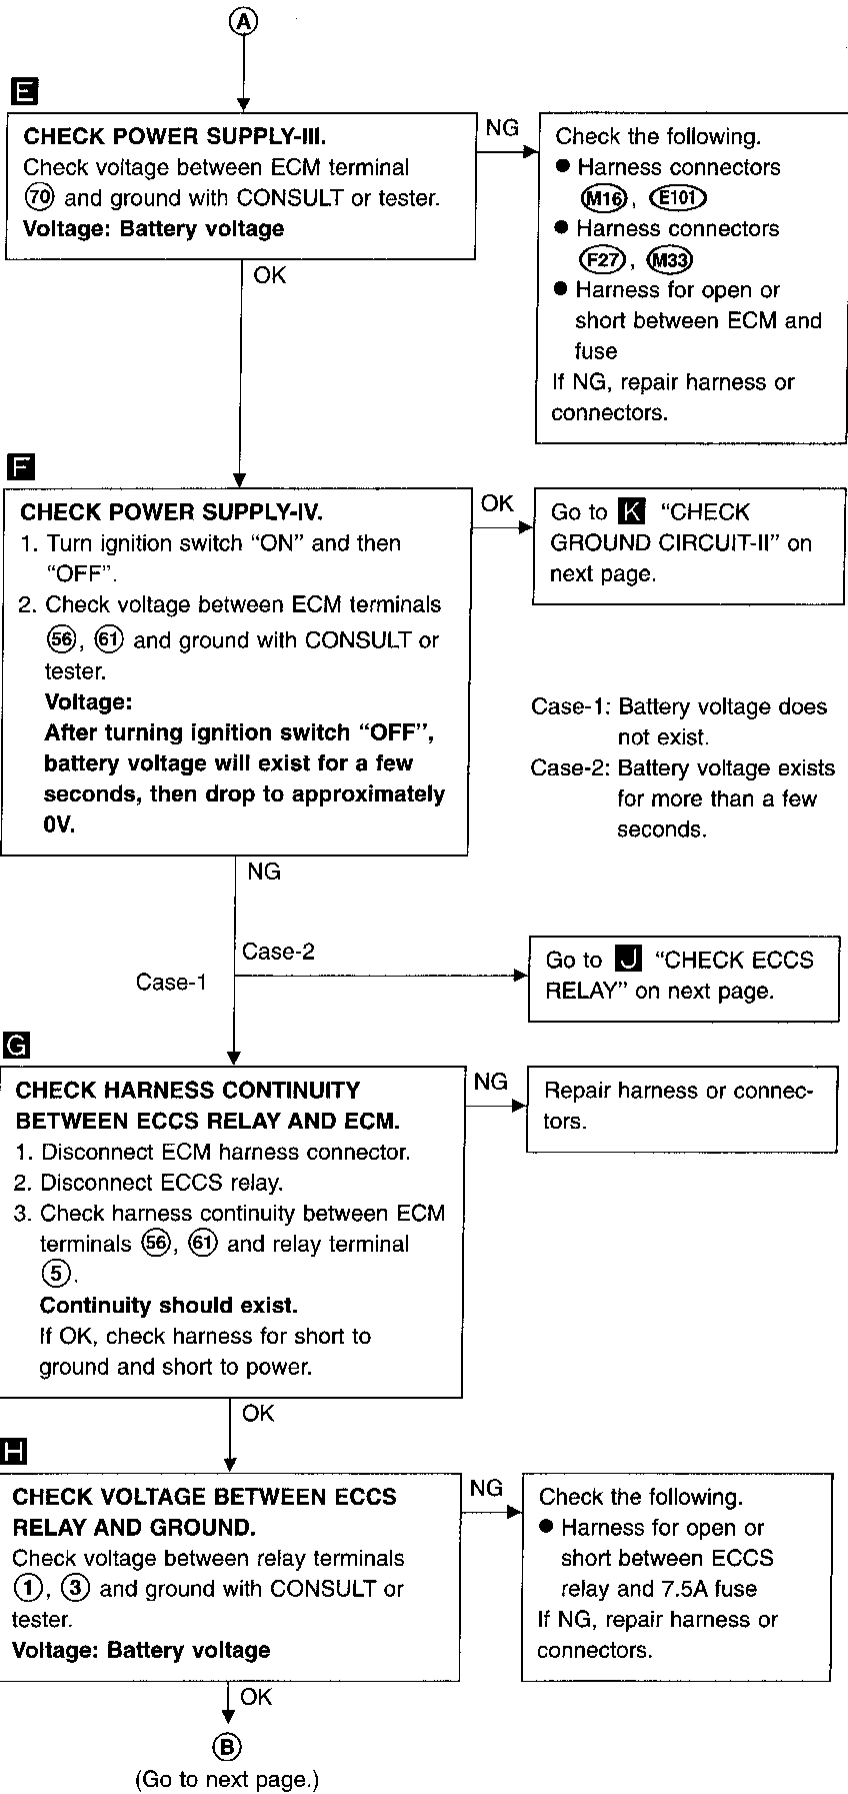 A
E
CHECK POWER SUPPLY-III.
Check voltage between ECM terminal
70 and ground with CONSULT or tester.
Voltage: Battery voltage
NG
Check the following.
● Harness connectors
M16, E101
● Harness connectors
F27, M33
● Harness for open or
short between ECM and
fuse
If NG, repair harness or
connectors.
OK
F
CHECK POWER SUPPLY-IV.
1. Turn ignition switch “ON” and then
“OFF”.
2. Check voltage between ECM terminals
56, 61 and ground with CONSULT or
tester.
Voltage:
After turning ignition switch “OFF”,
battery voltage will exist for a few
seconds, then drop to approximately
0V.
OK
Go to K “CHECK
GROUND CIRCUIT-II” on
next page.
Case-1: Battery voltage does
not exist.
Case-2: Battery voltage exists
for more than a few
seconds.
NG
Case-2
Case-1
Go to J “CHECK ECCS
RELAY” on next page.
G
CHECK HARNESS CONTINUITY
BETWEEN ECCS RELAY AND ECM.
1. Disconnect ECM harness connector.
2. Disconnect ECCS relay.
3. Check harness continuity between ECM
terminals 56, 61 and relay terminal
5.
Continuity should exist.
If OK, check harness for short to
ground and short to power.
NG
Repair harness or connec-
tors.
OK
H
CHECK VOLTAGE BETWEEN ECCS
RELAY AND GROUND.
Check voltage between relay terminals
1, 3 and ground with CONSULT or
tester.
Voltage: Battery voltage
NG
Check the following.
● Harness for open or
short between ECCS
relay and 7.5A fuse
If NG, repair harness or
connectors.
OK
B
(Go to next page.)